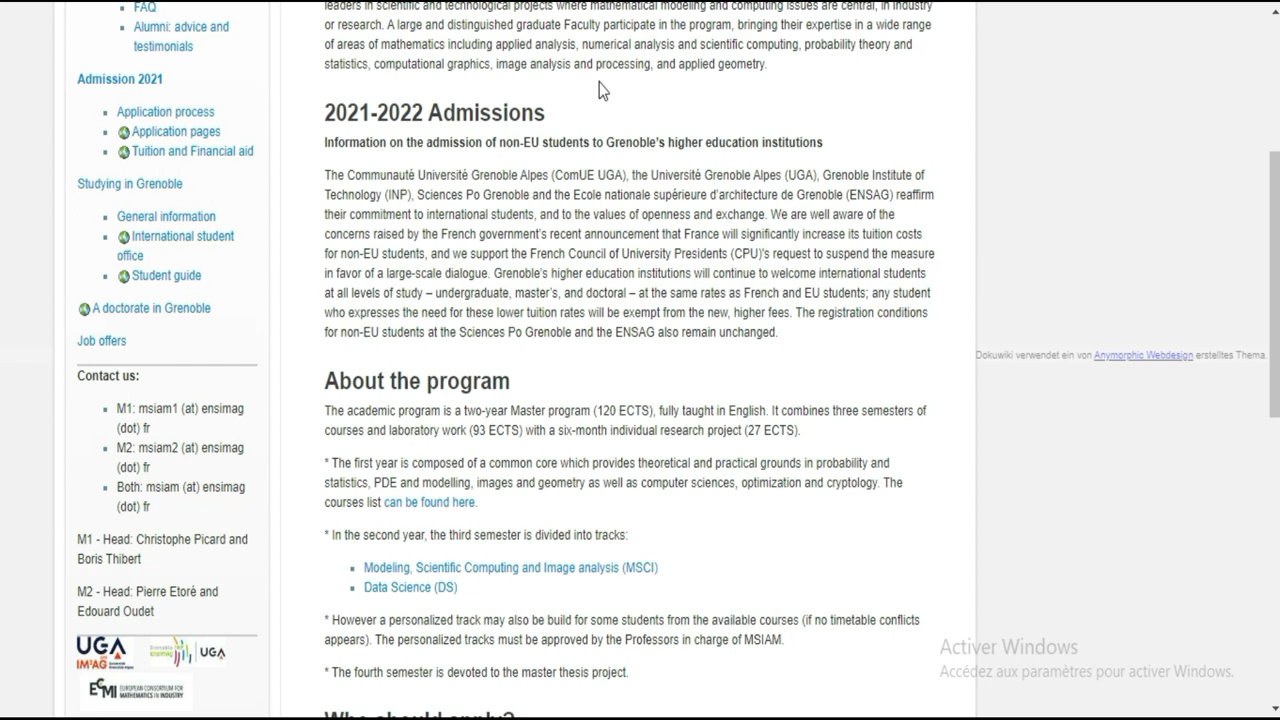 FAQ
Alumni: advice and
testimonials
Admission 2021
Application process
Application pages
Tuition and Financial aid
Studying in Grenoble
General information
International student
office
Student guide
A doctorate in Grenoble
Job offers
Contact us:
M1: msiam1 (at) ensimag
(dot) fr
M2: msiam2 (at) ensimag
(dot) fr
Both: msiam (at) ensimag
(dot) fr
M1 - Head: Christophe Picard and
Boris Thibert
M2 - Head: Pierre Etoré and
Edouard Oudet
UGA
IM²AG
UGA
ECMI EUROPEAN CONSORTIUM FOR
MATHEMATICS IN INDUSTRY
leaders in scientific and technological projects where mathematical modeling and computing issues are central, in industry
or research. A large and distinguished graduate Faculty participate in the program, bringing their expertise in a wide range
of areas of mathematics including applied analysis, numerical analysis and scientific computing, probability theory and
statistics, computational graphics, image analysis and processing, and applied geometry.
2021-2022 Admissions
Information on the admission of non-EU students to Grenoble's higher education institutions
The Communauté Université Grenoble Alpes (ComUE UGA), the Université Grenoble Alpes (UGA), Grenoble Institute of
Technology (INP), Sciences Po Grenoble and the Ecole nationale supérieure d'architecture de Grenoble (ENSAG) reaffirm
their commitment to international students, and to the values of openness and exchange. We are well aware of the
concerns raised by the French government's recent announcement that France will significantly increase its tuition costs
for non-EU students, and we support the French Council of University Presidents (CPU)'s request to suspend the measure
in favor of a large-scale dialogue. Grenoble's higher education institutions will continue to welcome international students
at all levels of study – undergraduate, master's, and doctoral – at the same rates as French and EU students; any student
who expresses the need for these lower tuition rates will be exempt from the new, higher fees. The registration conditions
for non-EU students at the Sciences Po Grenoble and the ENSAG also remain unchanged.
About the program
The academic program is a two-year Master program (120 ECTS), fully taught in English. It combines three semesters of
courses and laboratory work (93 ECTS) with a six-month individual research project (27 ECTS).
* The first year is composed of a common core which provides theoretical and practical grounds in probability and
statistics, PDE and modelling, images and geometry as well as computer sciences, optimization and cryptology. The
courses list can be found here.
* In the second year, the third semester is divided into tracks:
Modeling, Scientific Computing and Image analysis (MSCI)
Data Science (DS)
* However a personalized track may also be build for some students from the available courses (if no timetable conflicts
appears). The personalized tracks must be approved by the Professors in charge of MSIAM.
* The fourth semester is devoted to the master thesis project.
Who should apply?
Dokuwiki verwendet ein von Anymorphic Webdesign erstelltes Thema.
Activer Windows
Accédez aux paramètres pour activer Windows.